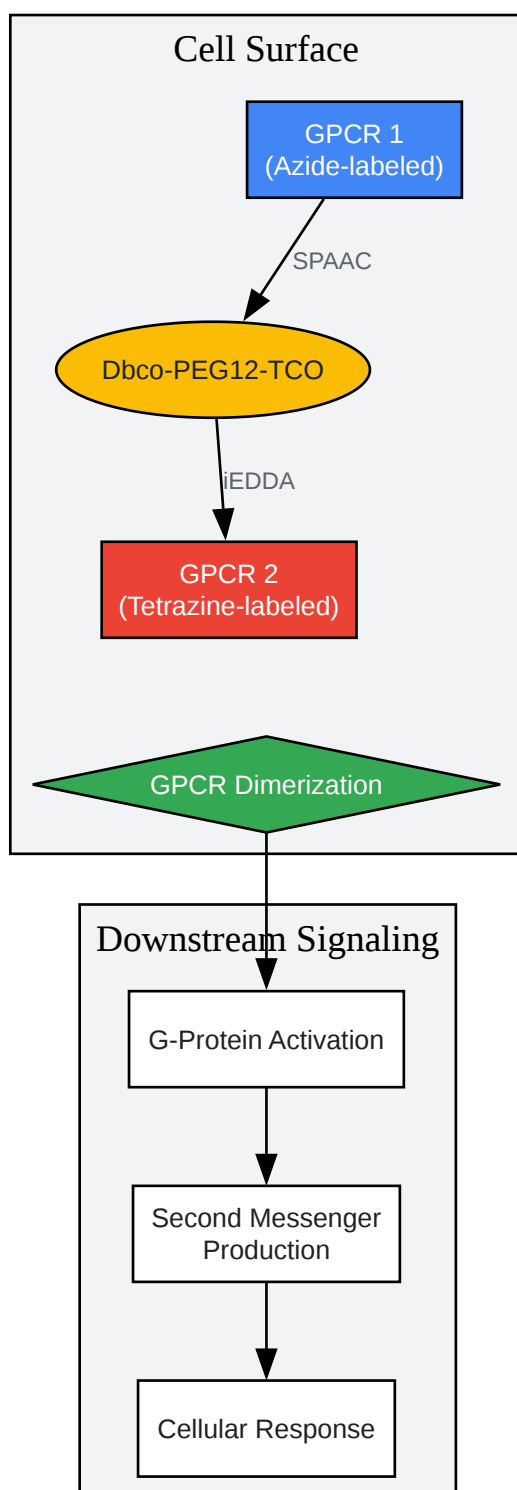 Cell Surface
GPCR 1
(Azide-labeled)
SPAAC
Dbco-PEG12-TCO
iEDDA
GPCR 2
(Tetrazine-labeled)
GPCR Dimerization
Downstream Signaling
G-Protein Activation
Second Messenger
Production
Cellular Response